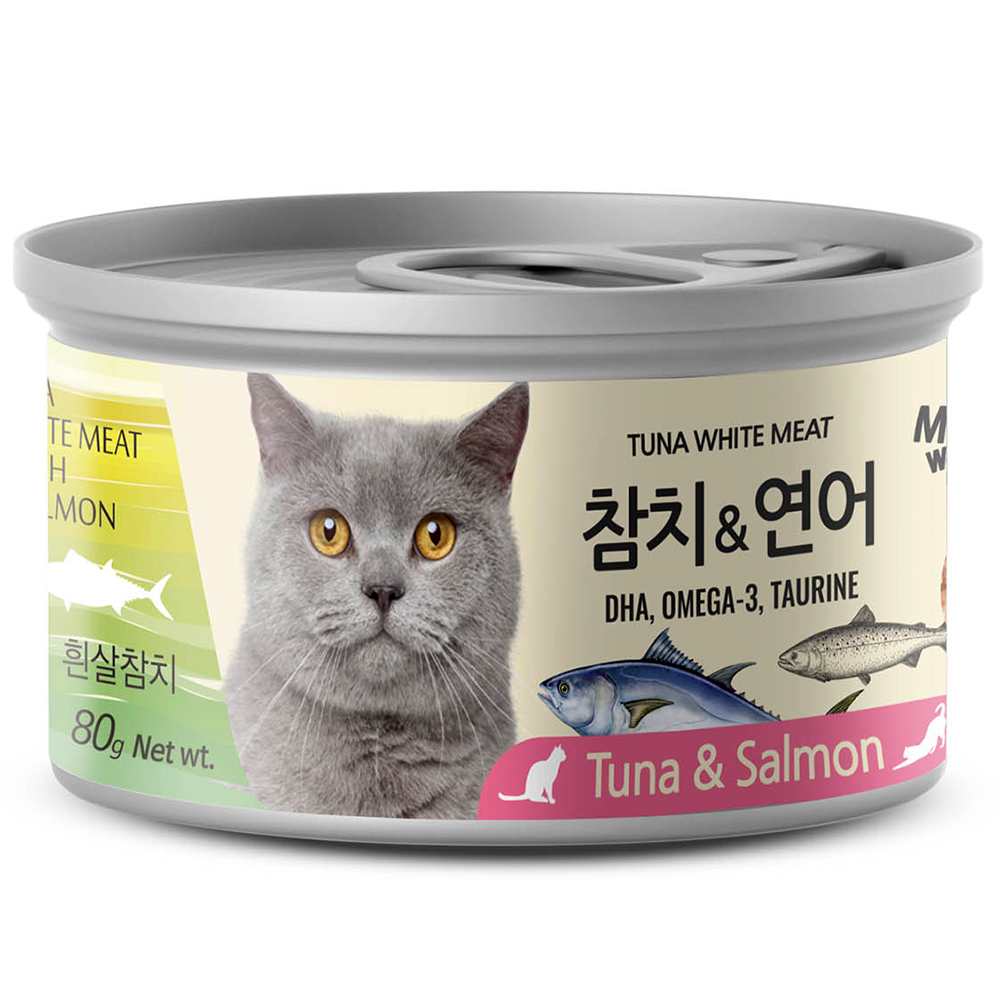 MEAT
80g Net wt.
흰살참치
TUNA WHITE MEAT
참치&연어
DHA, OMEGA-3, TAURINE
Tuna & Salmon